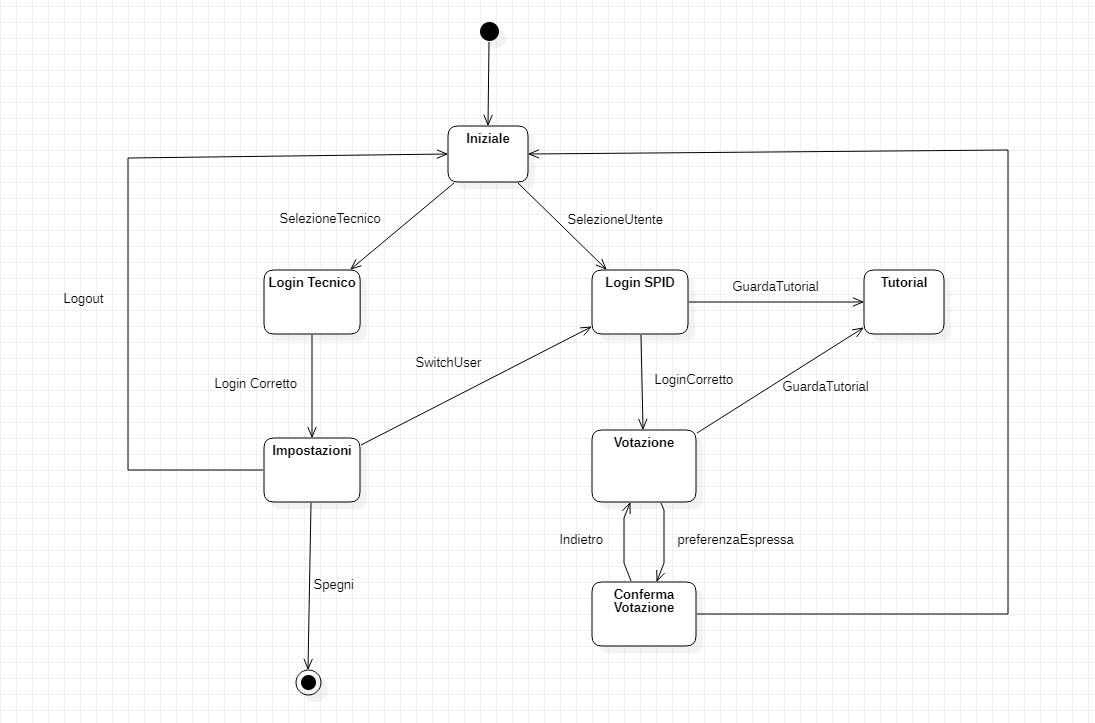 Iniziale
SelezioneTecnico
SelezioneUtente
Login Tecnico
Login SPID
GuardaTutorial
Tutorial
Logout
SwitchUser
Login Corretto
LoginCorretto
GuardaTutorial
Impostazioni
Votazione
Indietro
preferenzaEspressa
Spegni
Conferma
Votazione